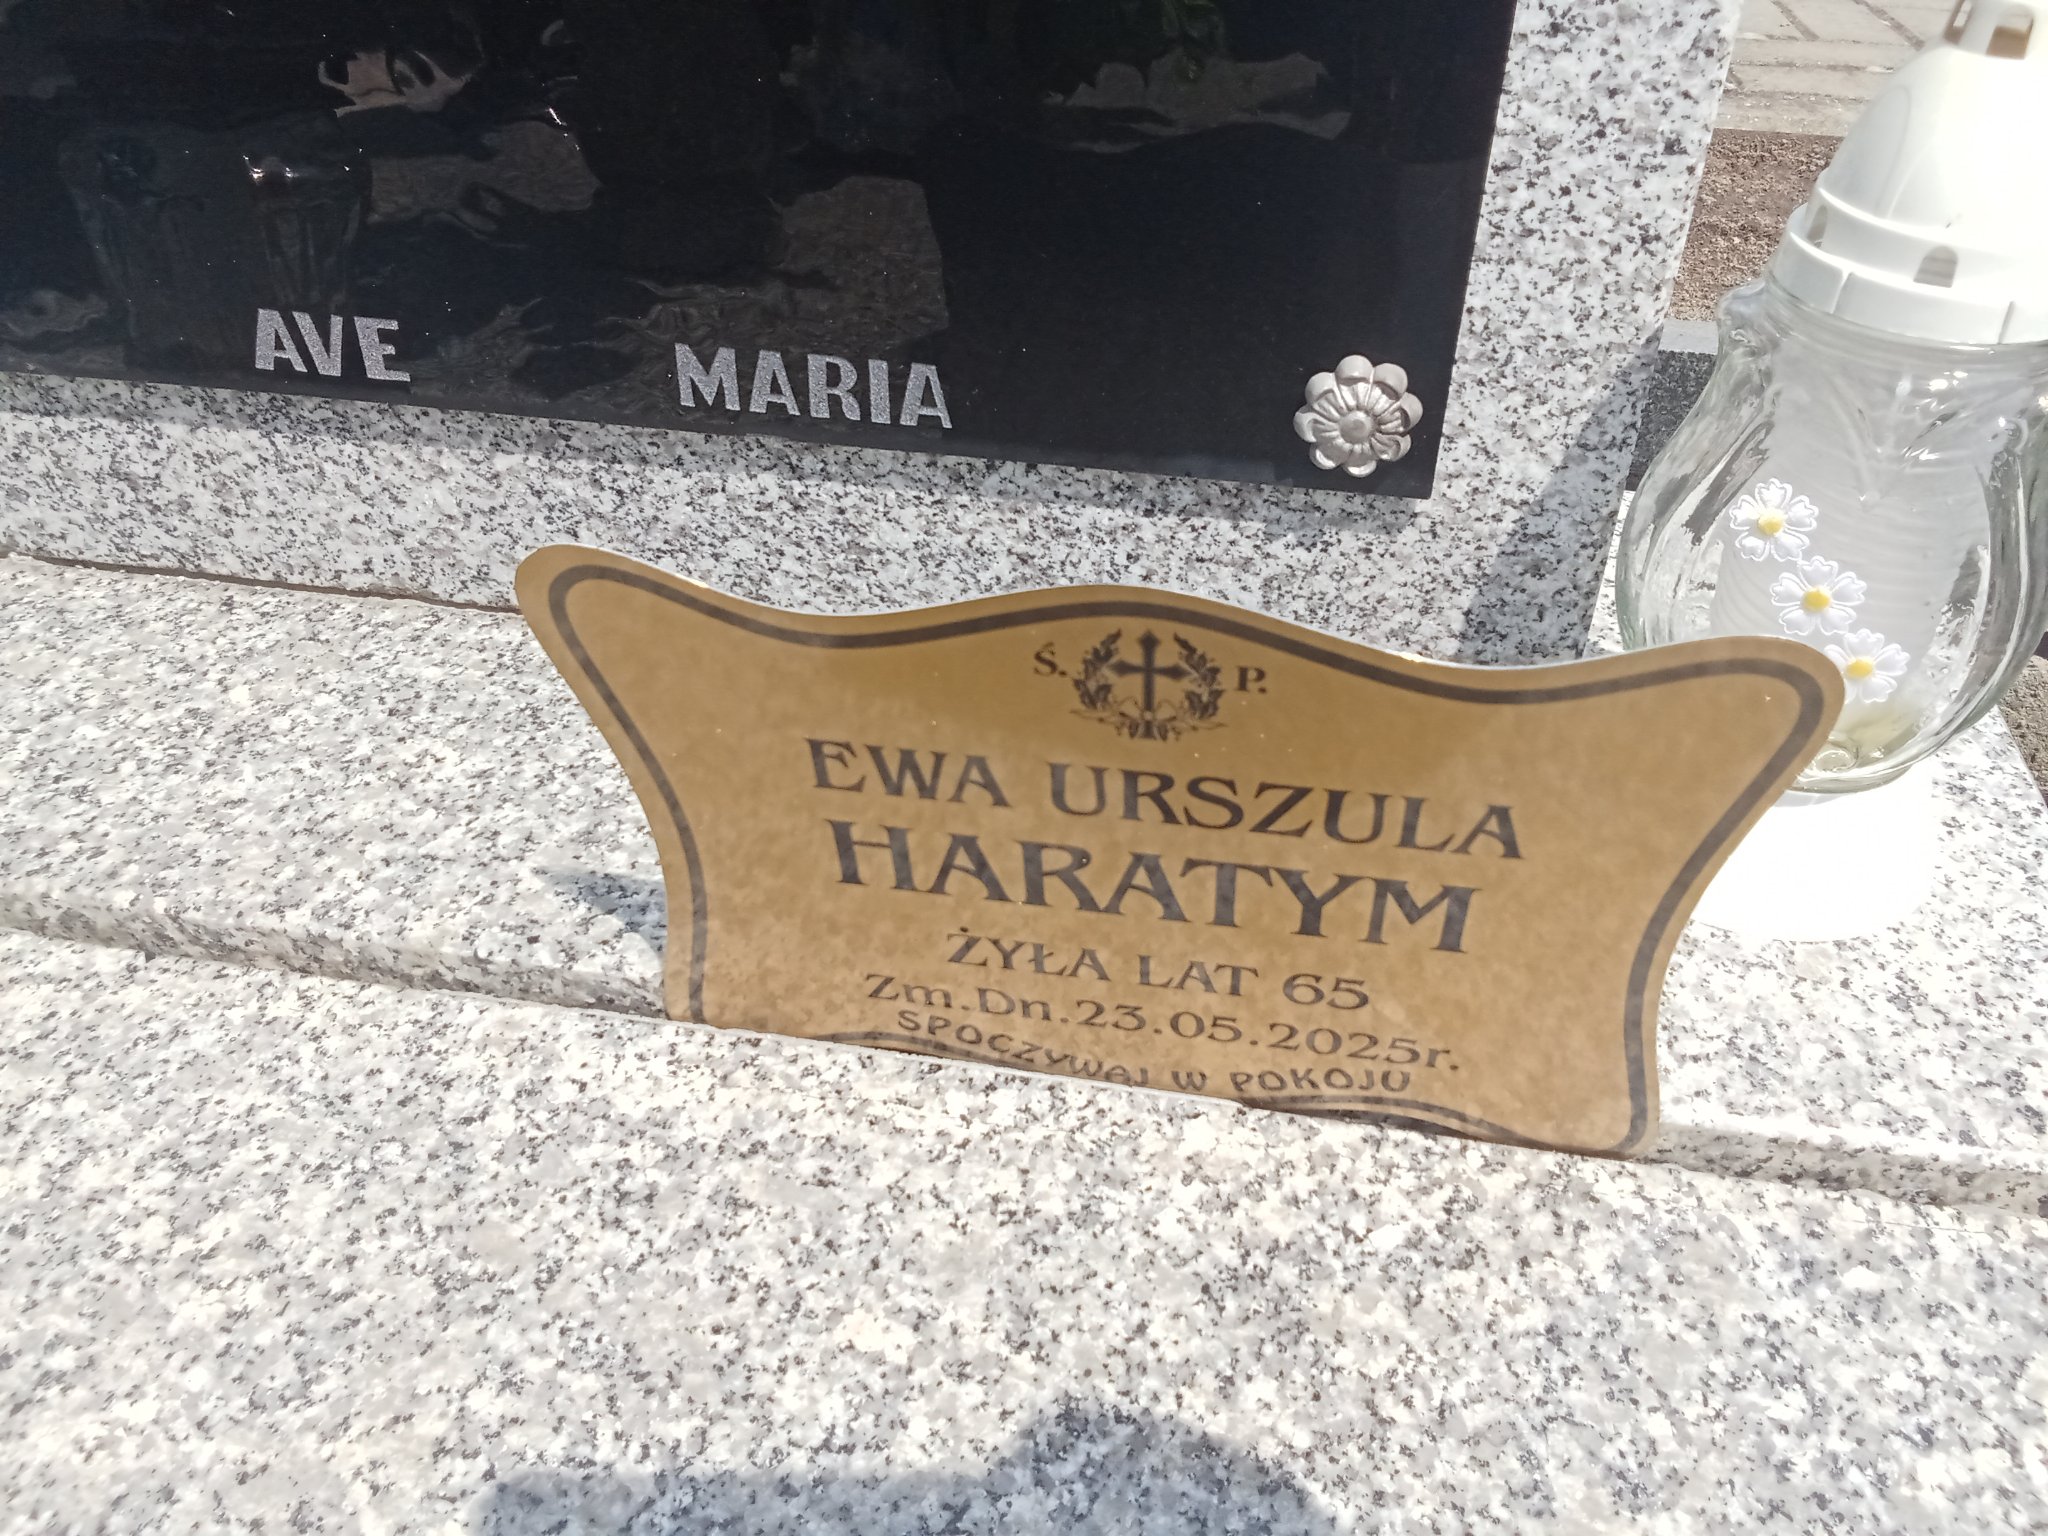 AVE MARIA
Ś. P.
EWA URSZULA
HARATYM
ŻYŁA LAT 65
Zm.Dn.23.05.2025r.
SPOCZYWAJ W POKOJU